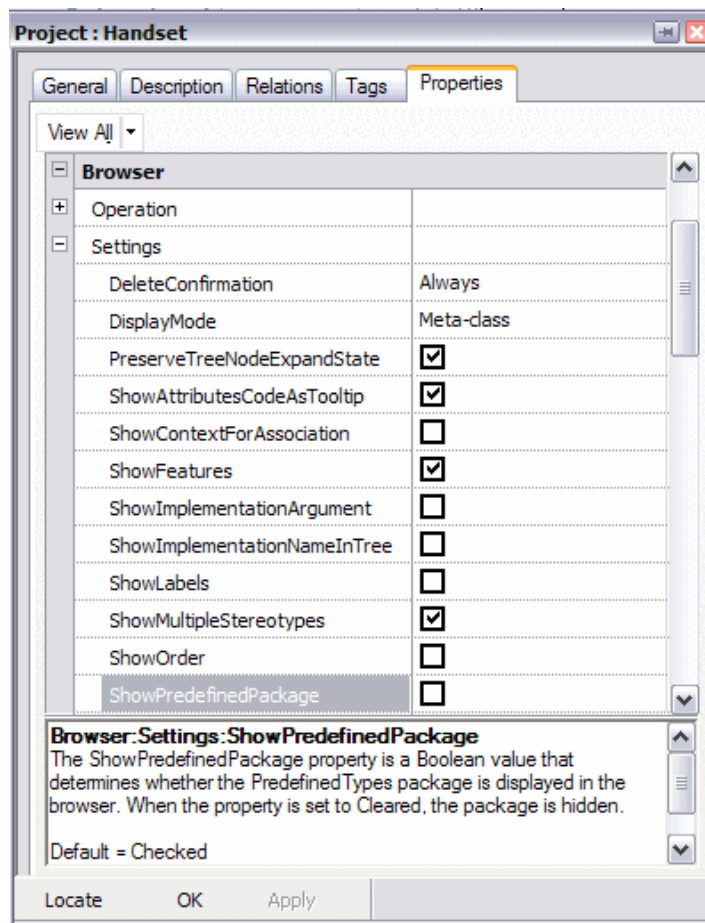 Project : Handset
General Description Relations Tags Properties
View All
Browser
Operation
Settings
DeleteConfirmation Always
DisplayMode Meta-class
PreserveTreeNodeExpandState
ShowAttributesCodeAsTooltip
ShowContextForAssociation
ShowFeatures
ShowImplementationArgument
ShowImplementationNameInTree
ShowLabels
ShowMultipleStereotypes
ShowOrder
ShowPredefinedPackage
Browser:Settings:ShowPredefinedPackage
The ShowPredefinedPackage property is a Boolean value that
determines whether the PredefinedTypes package is displayed in the
browser. When the property is set to Cleared, the package is hidden.
Default = Checked
Locate OK Apply